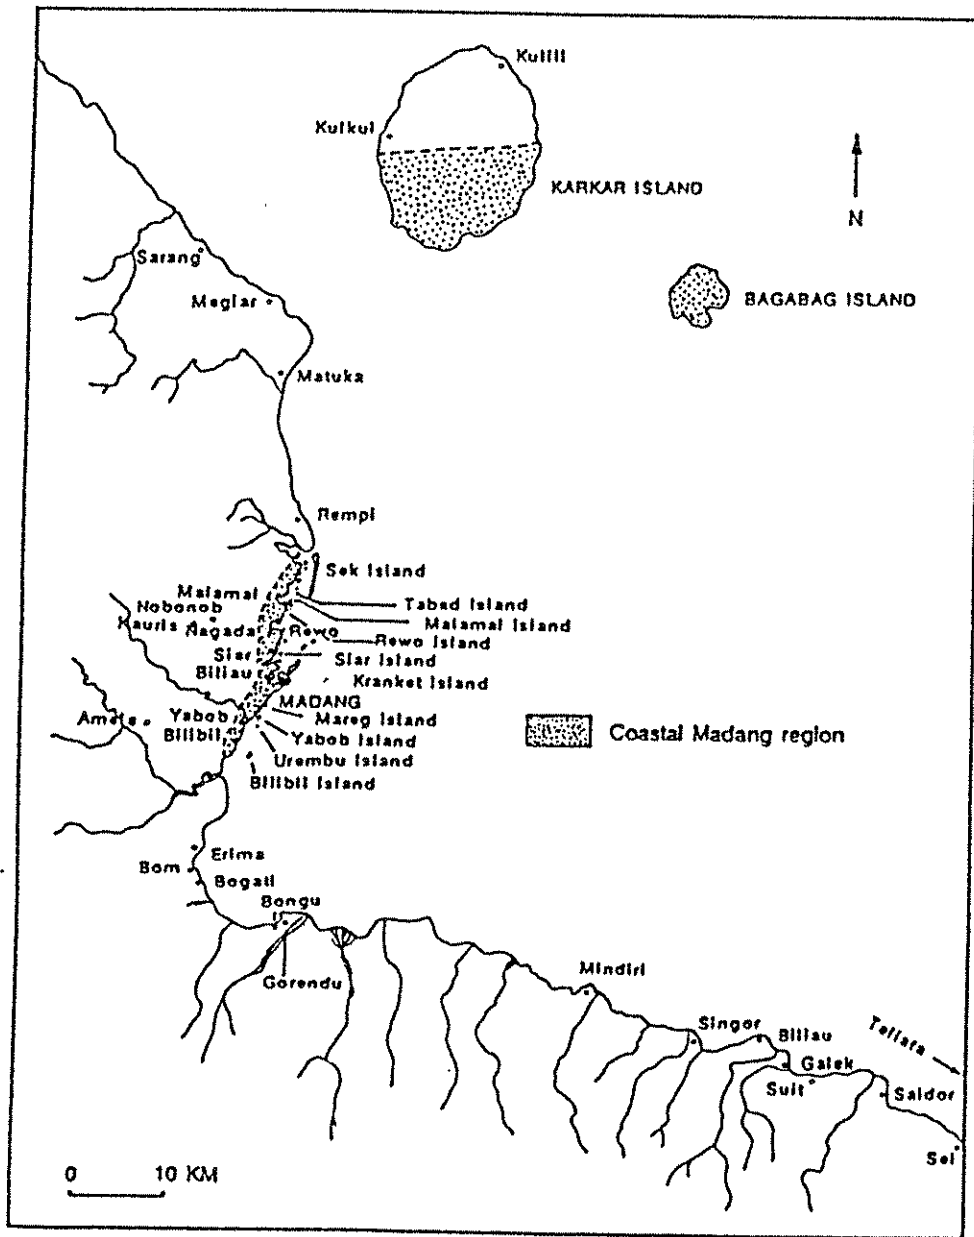 Kulili
Kulkul
KARKAR ISLAND
N
BAGABAG ISLAND
Sarang
Megiar
Matuka
Rempi
Sek Island
Malamal
Tabad Island
Nobonob
Malamal Island
Kauris
Nagada
Rewo
Rewo Island
Siar
Siar Island
Biliau
Kranket Island
MADANG
Amele
Yabob
Mareg Island
Bilibil
Yabob Island
Coastal Madang region
Urembu Island
Bilibil Island
Erima
Bom
Bogati
Bongu
Gorendu
Mindiri
Singor
Biliau
Teliata
Galek
Suit
Saidor
Sel
0 10 KM